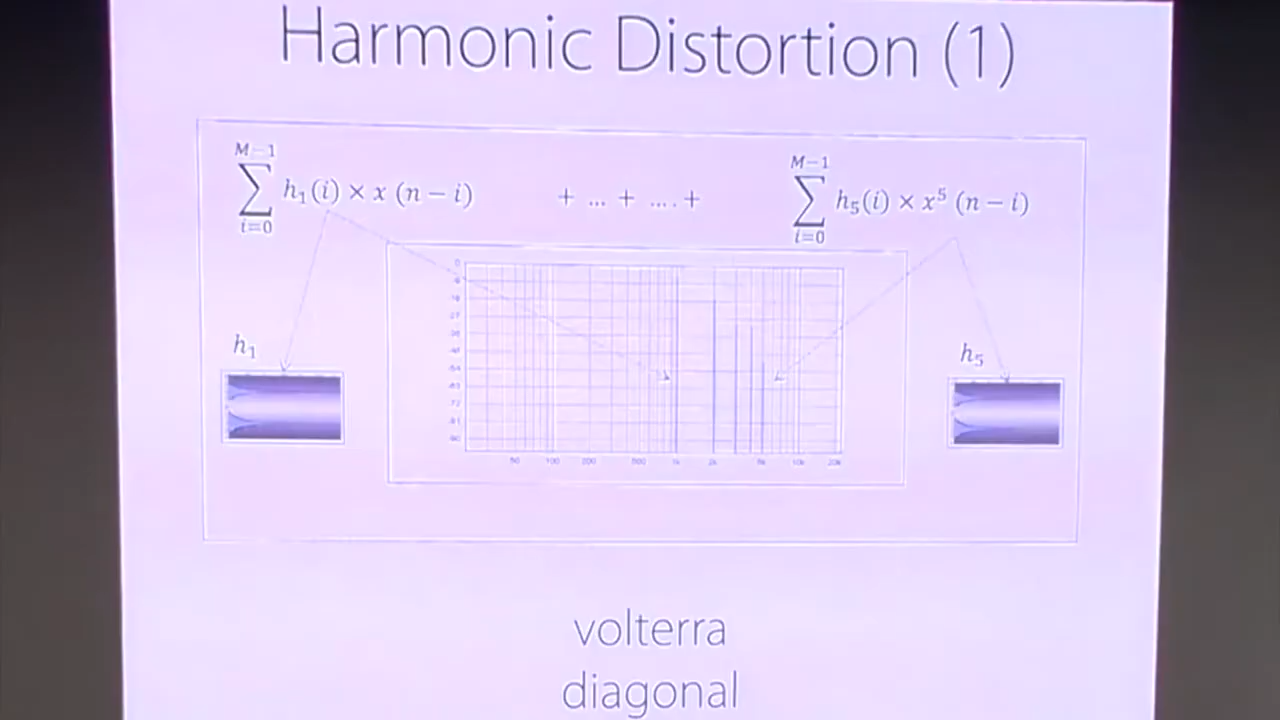 Harmonic Distortion (1)
M−1
∑ h₁(i) × x (n − i)
i=0
+ ... + .... +
M−1
∑ h₅(i) × x⁵ (n − i)
i=0
h₁
h₅
0
50 100 200 500 1k 2k 5k 10k 20k
volterra
diagonal